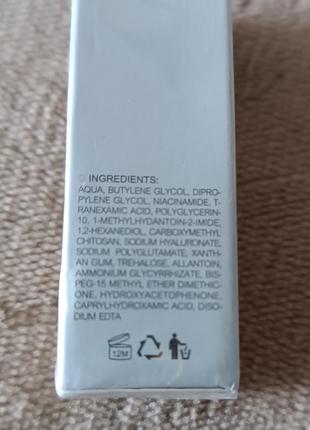 INGREDIENTS:
AQUA, BUTYLENE GLYCOL, DIPRO-
PYLENE GLYCOL, NIACINAMIDE, T-
RANEXAMIC ACID, POLYGLYCERIN-
10, 1-METHYLHYDANTOIN-2-IMIDE,
1,2-HEXANEDIOL, CARBOXYMETHYL
CHITOSAN, SODIUM HYALURONATE,
SODIUM POLYGLUTAMATE, XANTH-
AN GUM, TREHALOSE, ALLANTOIN,
AMMONIUM GLYCYRRHIZATE, BIS-
PEG-15 METHYL ETHER DIMETHIC-
ONE, HYDROXYACETOPHENONE,
CAPRYLHYDROXAMIC ACID, DISO-
DIUM EDTA
12M